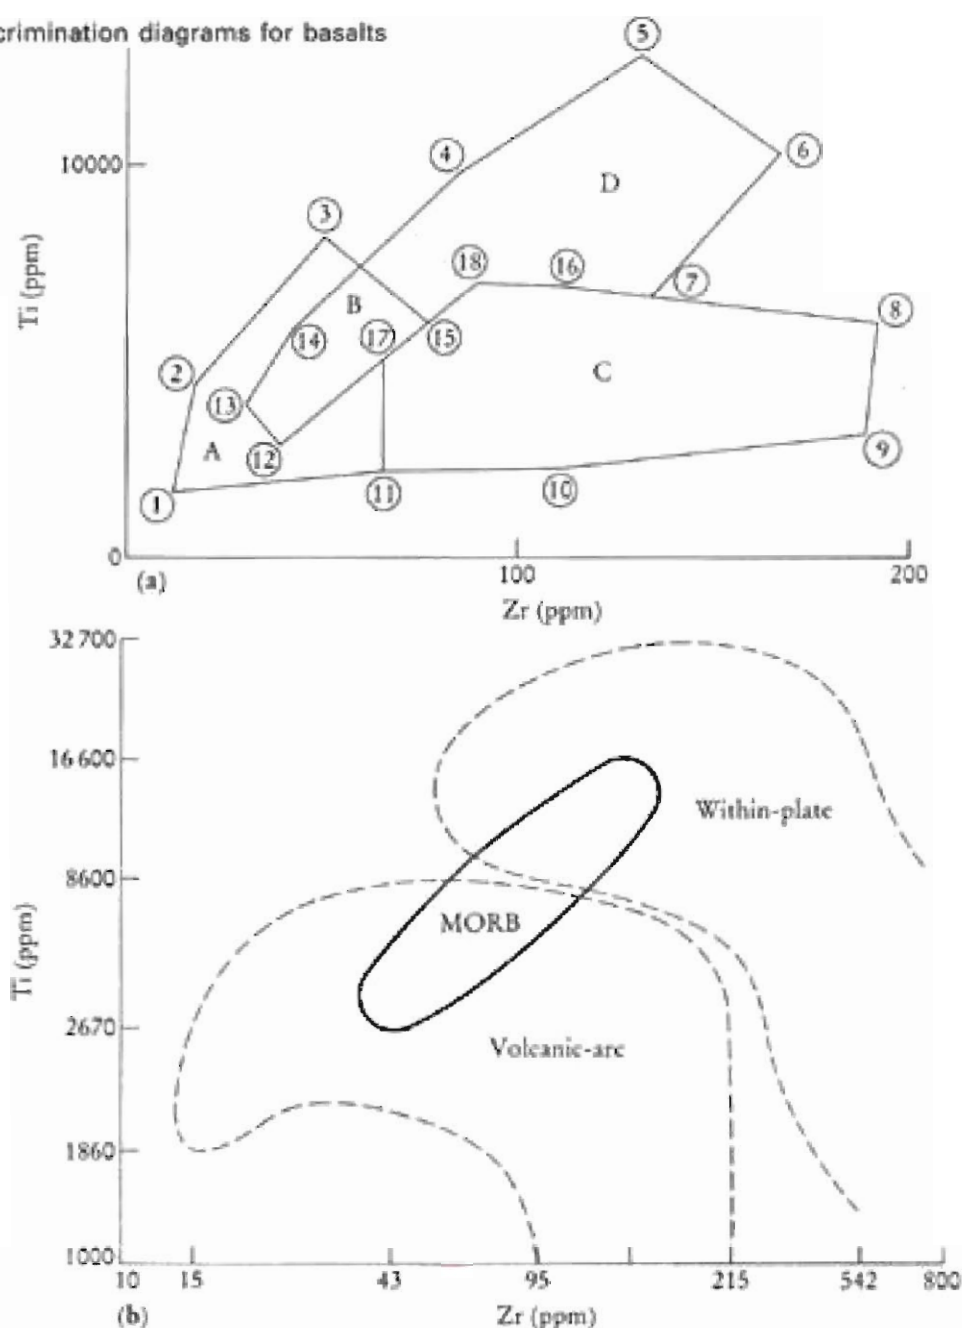 crimination diagrams for basalts
5
10000
4
6
D
3
Ti (ppm)
18
16
7
B
8
14
17
15
2
C
13
A
12
9
1
11
10
0
(a)
100
200
Zr (ppm)
32 700
16 600
Within-plate
8600
MORB
Ti (ppm)
2670
Volcanic-arc
1860
1000
10 15 43 95 215 542 800
(b)
Zr (ppm)